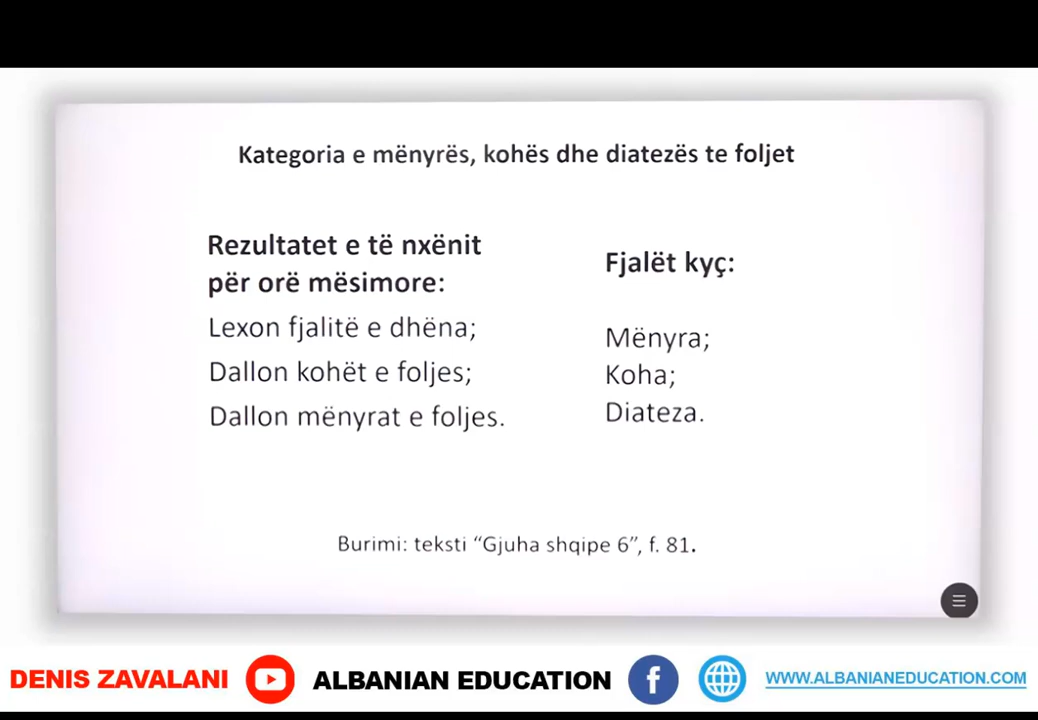 Kategoria e mënyrës, kohës dhe diatezës te foljet
Rezultatet e të nxënit
për orë mësimore:
Lexon fjalitë e dhëna;
Dallon kohët e foljes;
Dallon mënyrat e foljes.
Fjalët kyç:
Mënyra;
Koha;
Diateza.
Burimi: teksti “Gjuha shqipe 6”, f. 81.
DENIS ZAVALANI ALBANIAN EDUCATION WWW.ALBANIANEDUCATION.COM